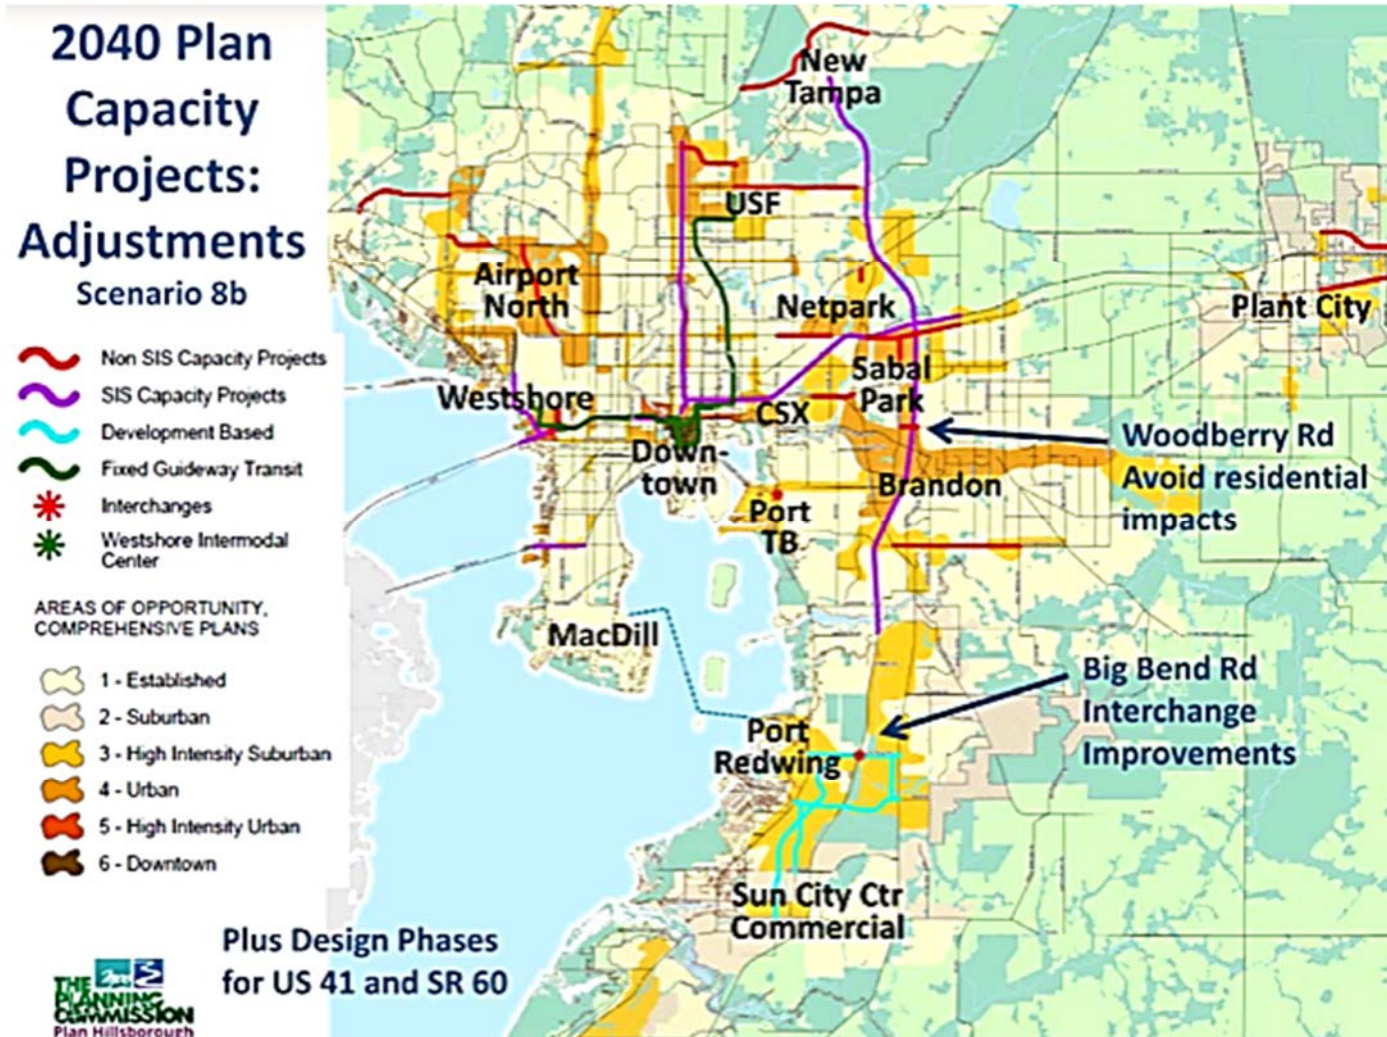 2040 Plan
Capacity
Projects:
Adjustments
Scenario 8b
Non SIS Capacity Projects
SIS Capacity Projects
Development Based
Fixed Guideway Transit
Interchanges
Westshore Intermodal
Center
AREAS OF OPPORTUNITY,
COMPREHENSIVE PLANS
1 - Established
2 - Suburban
3 - High Intensity Suburban
4 - Urban
5 - High Intensity Urban
6 - Downtown
Plus Design Phases
for US 41 and SR 60
THE
PLANNING
COMMISSION
Plan Hillsborough
New
Tampa
USF
Airport
North
Netpark
Plant City
Sabal
Park
Westshore
CSX
Down-
town
Brandon
Woodberry Rd
Avoid residential
impacts
Port
TB
MacDill
Big Bend Rd
Interchange
Improvements
Port
Redwing
Sun City Ctr
Commercial